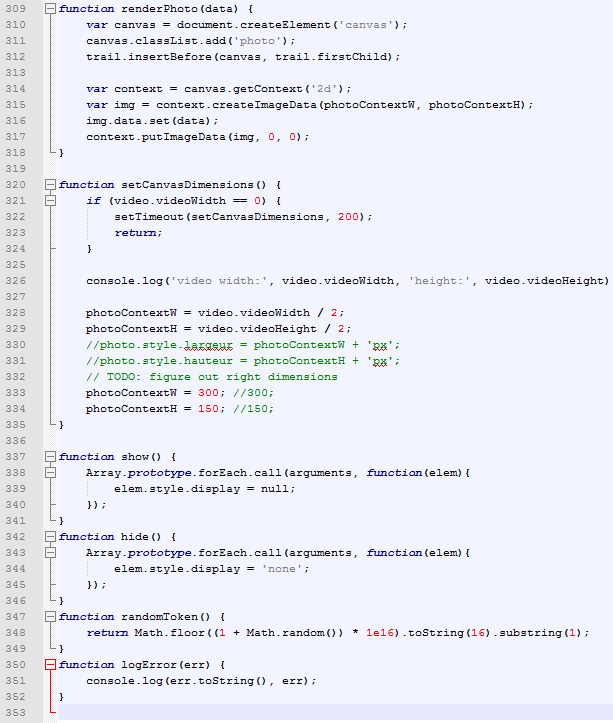 309 function renderPhoto(data) {
310 var canvas = document.createElement('canvas');
311 canvas.classList.add('photo');
312 trail.insertBefore(canvas, trail.firstChild);
313
314 var context = canvas.getContext('2d');
315 var img = context.createImageData(photoContextW, photoContextH);
316 img.data.set(data);
317 context.putImageData(img, 0, 0);
318 }
319
320 function setCanvasDimensions() {
321 if (video.videoWidth == 0) {
322 setTimeout(setCanvasDimensions, 200);
323 return;
324 }
325
326 console.log('video width:', video.videoWidth, 'height:', video.videoHeight)
327
328 photoContextW = video.videoWidth / 2;
329 photoContextH = video.videoHeight / 2;
330 //photo.style.largeur = photoContextW + 'px';
331 //photo.style.hauteur = photoContextH + 'px';
332 // TODO: figure out right dimensions
333 photoContextW = 300; //300;
334 photoContextH = 150; //150;
335 }
336
337 function show() {
338 Array.prototype.forEach.call(arguments, function(elem){
339 elem.style.display = null;
340 });
341 }
342 function hide() {
343 Array.prototype.forEach.call(arguments, function(elem){
344 elem.style.display = 'none';
345 });
346 }
347 function randomToken() {
348 return Math.floor((1 + Math.random()) * 1e16).toString(16).substring(1);
349 }
350 function logError(err) {
351 console.log(err.toString(), err);
352 }
353